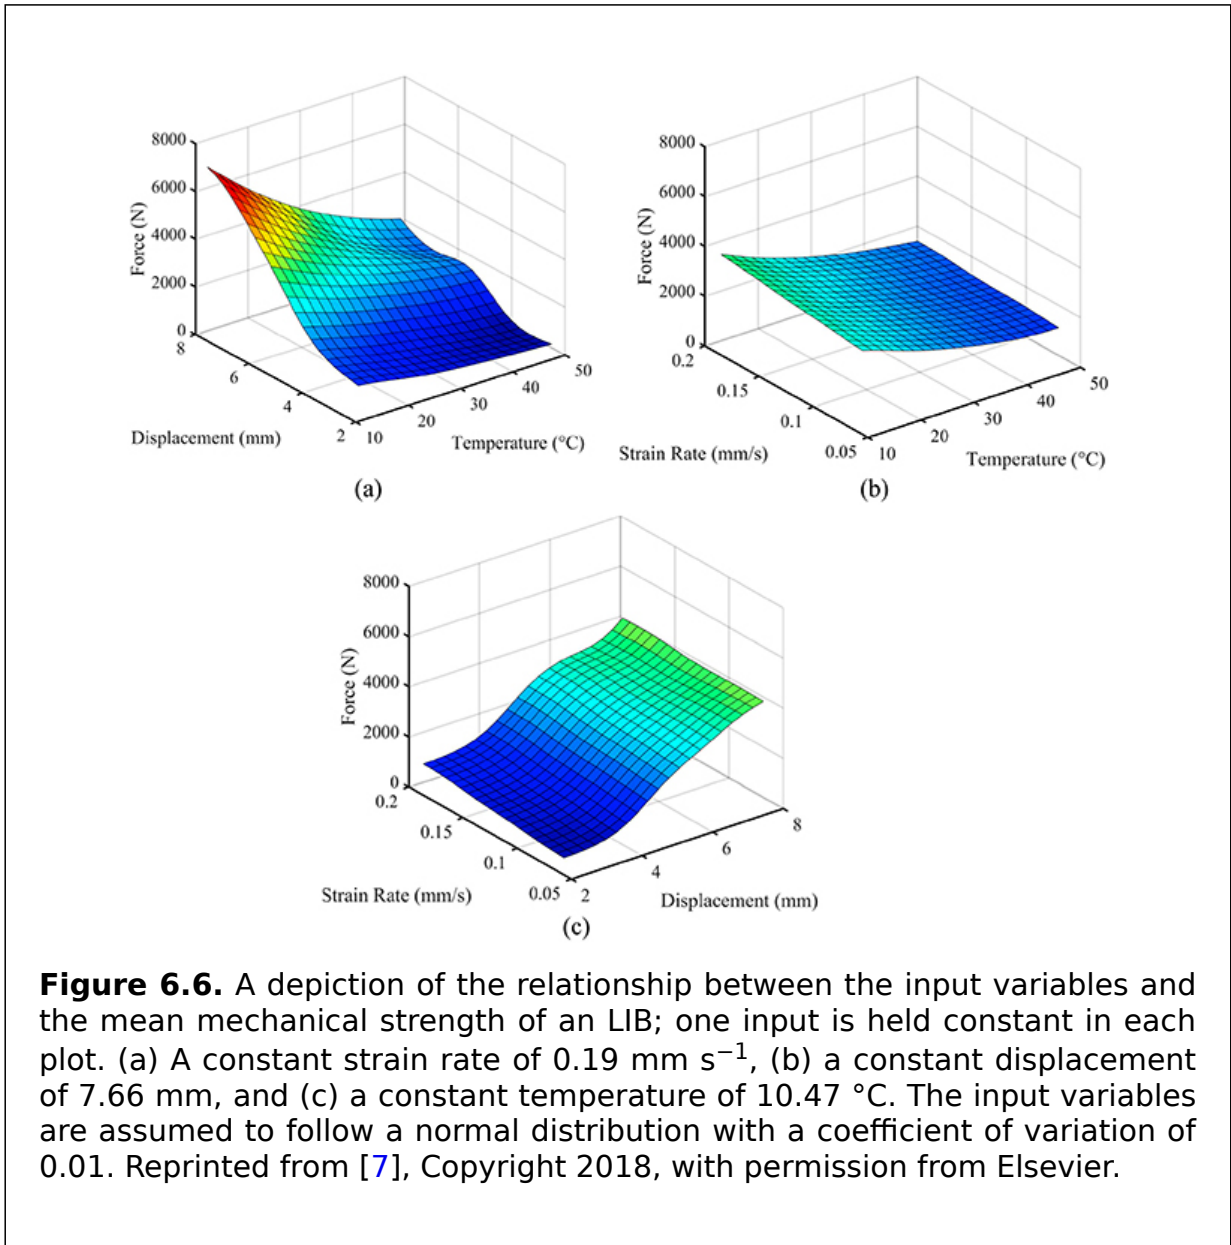 8000
6000
4000
2000
0
Force (N)
8
6
4
2
Displacement (mm)
10
20
30
40
50
Temperature (°C)
(a)
8000
6000
4000
2000
0
Force (N)
0.2
0.15
0.1
0.05
Strain Rate (mm/s)
10
20
30
40
50
Temperature (°C)
(b)
8000
6000
4000
2000
0
Force (N)
0.2
0.15
0.1
0.05
Strain Rate (mm/s)
2
4
6
8
Displacement (mm)
(c)
Figure 6.6. A depiction of the relationship between the input variables and
the mean mechanical strength of an LIB; one input is held constant in each
plot. (a) A constant strain rate of 0.19 mm s⁻¹, (b) a constant displacement
of 7.66 mm, and (c) a constant temperature of 10.47 °C. The input variables
are assumed to follow a normal distribution with a coefficient of variation of
0.01. Reprinted from [7], Copyright 2018, with permission from Elsevier.